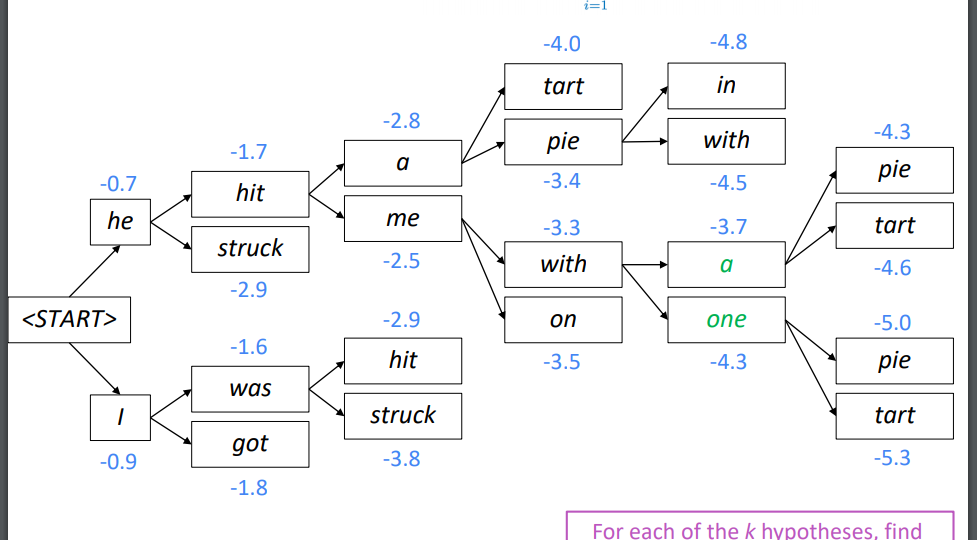 i=1
-4.0
-4.8
tart
in
-2.8
-4.3
-1.7
a
pie
with
pie
-0.7
hit
-3.4
-4.5
he
me
-3.3
-3.7
tart
struck
-2.5
with
a
-4.6
-2.9
<START>
-2.9
on
one
-5.0
-1.6
hit
-3.5
-4.3
pie
was
I
struck
tart
got
-0.9
-3.8
-5.3
-1.8
For each of the k hypotheses, find